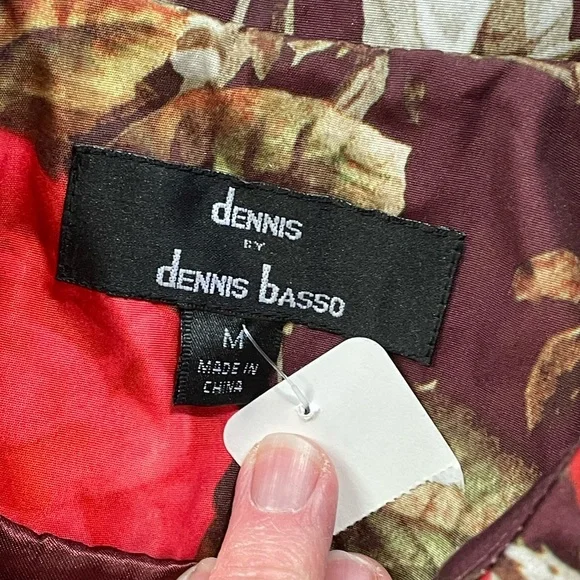 dENNIS
BY
dENNIS bASSO
M
MADE IN
CHINA